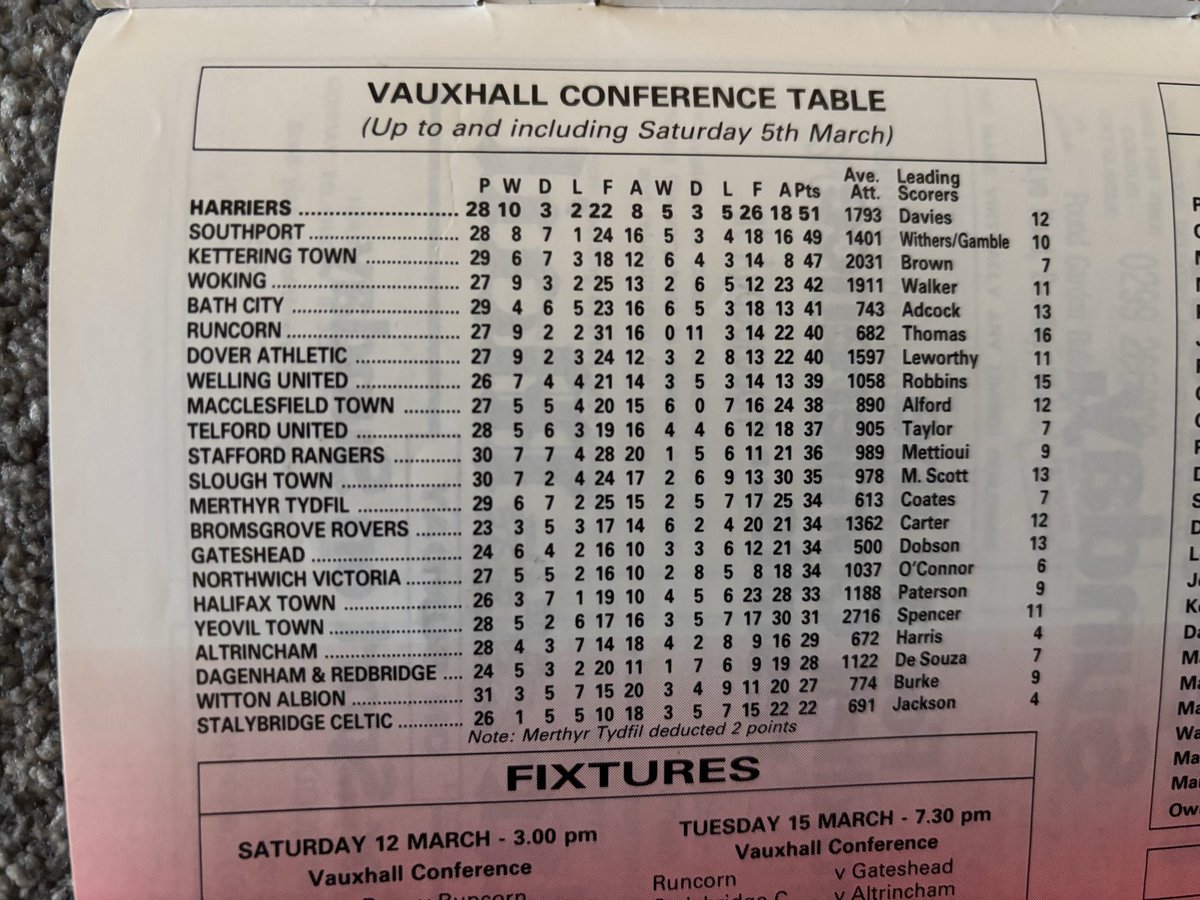 VAUXHALL CONFERENCE TABLE
(Up to and including Saturday 5th March)
P W D L F A W D L F A Pts Ave. Att. Leading Scorers
HARRIERS 28 10 3 2 22 8 5 3 5 26 18 51 1793 Davies 12
SOUTHPORT 28 8 7 1 24 16 5 3 4 18 16 49 1401 Withers/Gamble 10
KETTERING TOWN 29 6 7 3 18 12 6 4 3 14 8 47 2031 Brown 7
WOKING 27 9 3 2 25 13 2 6 5 12 23 42 1911 Walker 11
BATH CITY 29 4 6 5 23 16 6 5 3 18 13 41 743 Adcock 13
RUNCORN 27 9 2 2 31 16 0 11 3 14 22 40 682 Thomas 16
DOVER ATHLETIC 27 9 2 3 24 12 3 2 8 13 22 40 1597 Leworthy 11
WELLING UNITED 26 7 4 4 21 14 3 5 3 14 13 39 1058 Robbins 15
MACCLESFIELD TOWN 27 5 5 4 20 15 6 0 7 16 24 38 890 Alford 12
TELFORD UNITED 28 5 6 3 19 16 4 4 6 12 18 37 905 Taylor 7
STAFFORD RANGERS 30 7 7 4 28 20 1 5 6 11 21 36 989 Mettioui 9
SLOUGH TOWN 30 7 2 4 24 17 2 6 9 13 30 35 978 M. Scott 13
MERTHYR TYDFIL 29 6 7 2 25 15 2 5 7 17 25 34 613 Coates 7
BROMSGROVE ROVERS 23 3 5 3 17 14 6 2 4 20 21 34 1362 Carter 12
GATESHEAD 24 6 4 2 16 10 3 3 6 12 21 34 500 Dobson 13
NORTHWICH VICTORIA 27 5 5 2 16 10 2 8 5 8 18 34 1037 O'Connor 6
HALIFAX TOWN 26 3 7 1 19 10 4 5 6 23 28 33 1188 Paterson 9
YEOVIL TOWN 28 5 2 6 17 16 3 5 7 17 30 31 2716 Spencer 11
ALTRINCHAM 28 4 3 7 14 18 4 2 8 9 16 29 672 Harris 4
DAGENHAM & REDBRIDGE 24 5 3 2 20 11 1 7 6 9 19 28 1122 De Souza 7
WITTON ALBION 31 3 5 7 15 20 3 4 9 11 20 27 774 Burke 9
STALYBRIDGE CELTIC 26 1 5 5 10 18 3 5 7 15 22 22 691 Jackson 4
Note: Merthyr Tydfil deducted 2 points
FIXTURES
SATURDAY 12 MARCH - 3.00 pm
Vauxhall Conference
TUESDAY 15 MARCH - 7.30 pm
Vauxhall Conference
Runcorn v Gateshead
v Altrincham